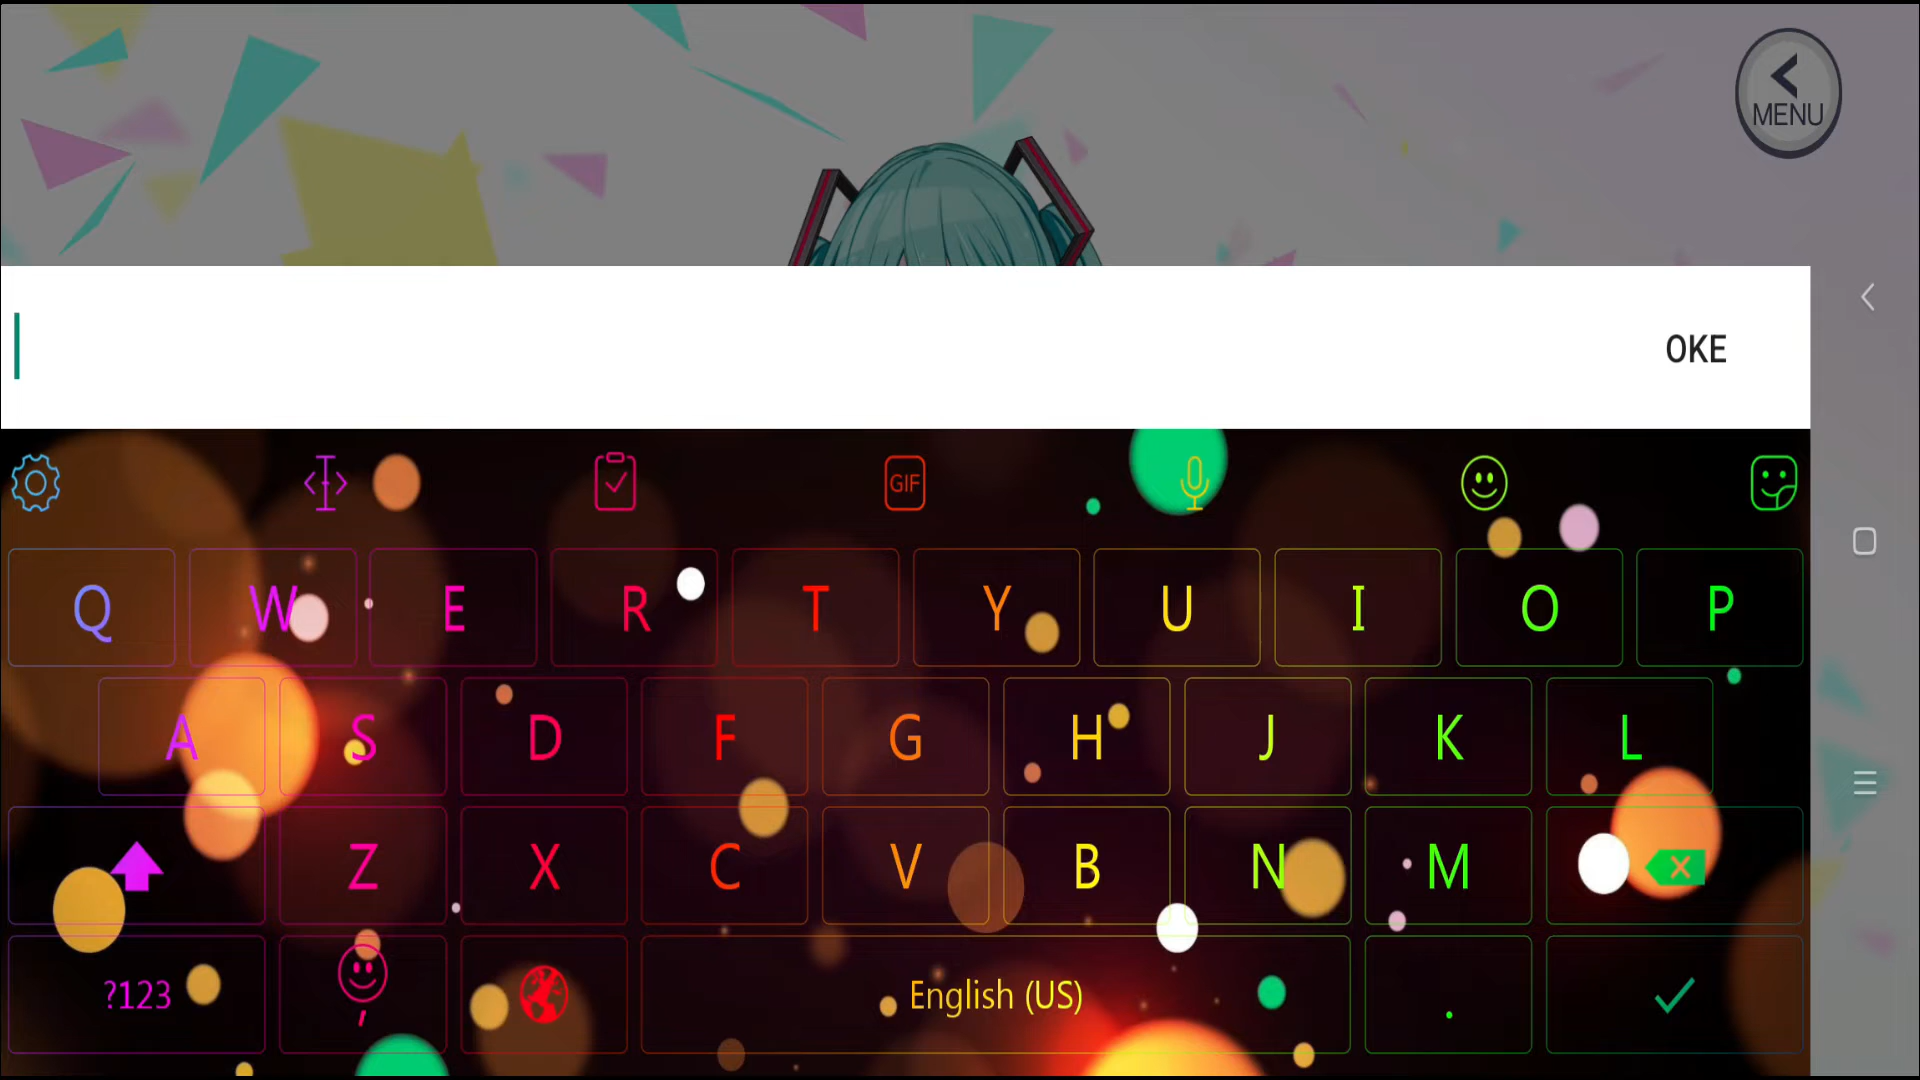 MENU
OKE
GIF
Q W E R T Y U I O P
A S D F G H J K L
Z X C V B N M
?123 , English (US) .